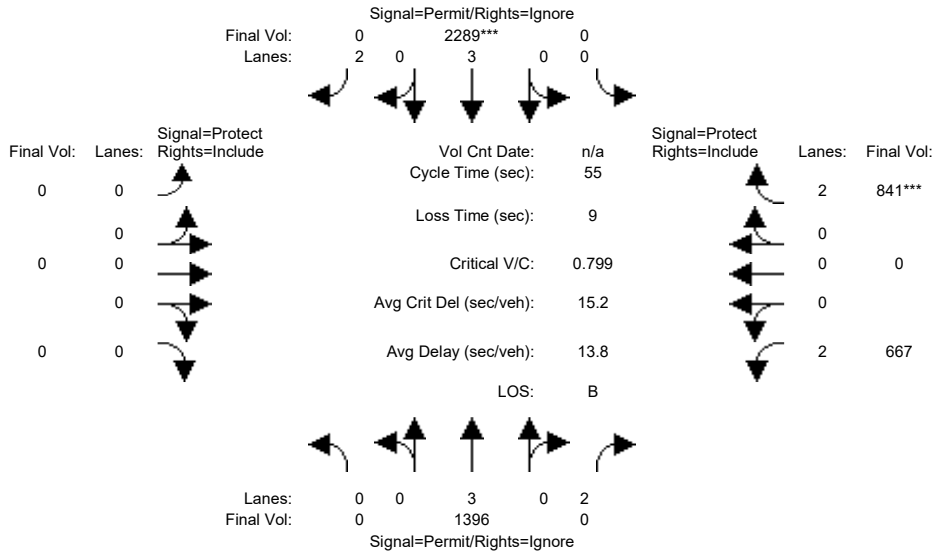 Signal=Permit/Rights=Ignore
Final Vol: 0 2289*** 0
Lanes: 2 0 3 0 0
Signal=Protect Signal=Protect
Final Vol: Lanes: Rights=Include Vol Cnt Date: n/a Rights=Include Lanes: Final Vol:
Cycle Time (sec): 55
0 0 2 841***
Loss Time (sec): 9
0 0
0 0 Critical V/C: 0.799 0 0
0 Avg Crit Del (sec/veh): 15.2 0
0 0 Avg Delay (sec/veh): 13.8 2 667
LOS: B
Lanes: 0 0 3 0 2
Final Vol: 0 1396 0
Signal=Permit/Rights=Ignore